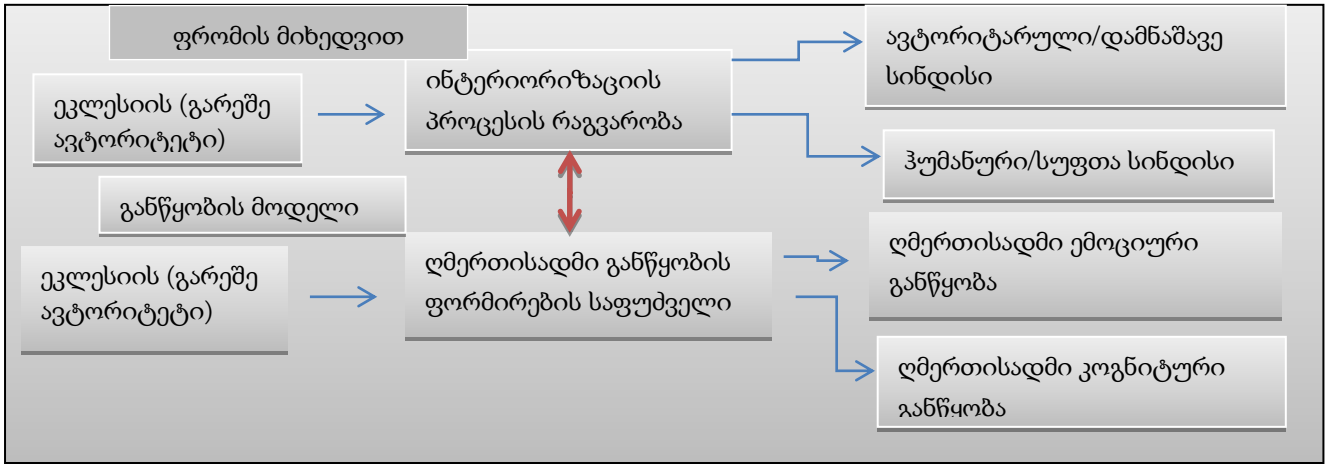 ფრომის მიხედვით
ეკლესიის (გარეშე
ავტორიტეტი)
ინტერიორიზაციის
პროცესის რაგვარობა
ავტორიტარული/დამნაშავე
სინდისი
ჰუმანური/სუფთა სინდისი
განწყობის მოდელი
ეკლესიის (გარეშე
ავტორიტეტი)
ღმერთისადმი განწყობის
ფორმირების საფუძველი
ღმერთისადმი ემოციური
განწყობა
ღმერთისადმი კოგნიტური
განწყობა